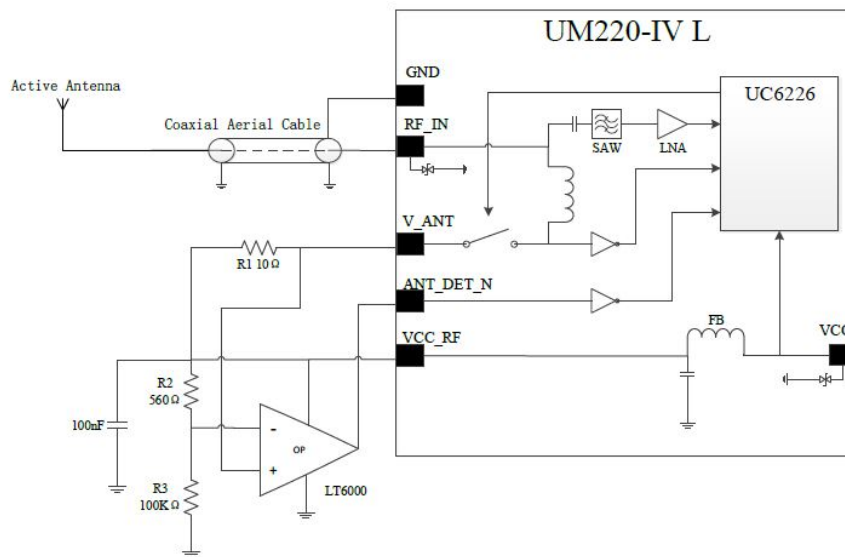 UM220-IV L
GND
UC6226
Active Antenna
Coaxial Aerial Cable
RF_IN
SAW
LNA
V_ANT
R1 10Ω
ANT_DET_N
FB
VCC_RF
VCC
R2
560Ω
100nF
-
OP
+
R3
100KΩ
LT6000